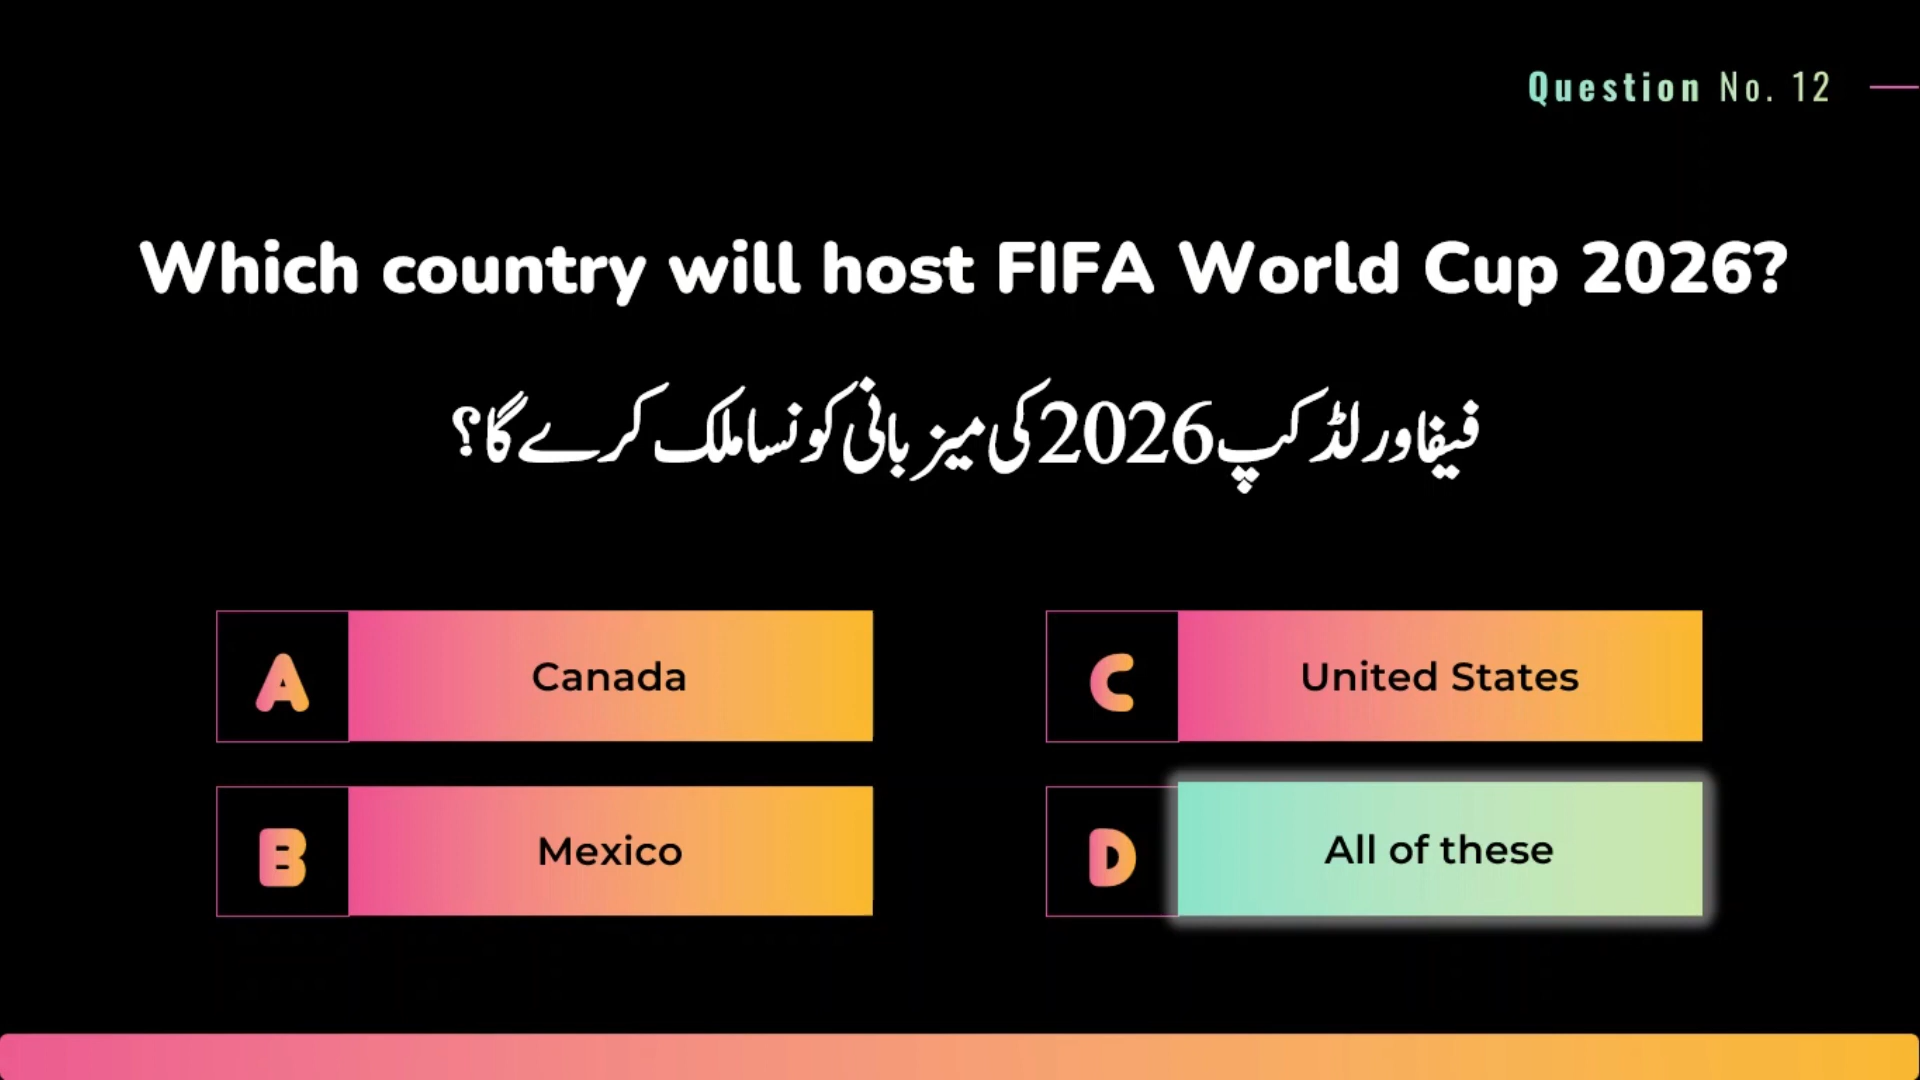 Question No. 12
Which country will host FIFA World Cup 2026?
فیفا ورلڈ کپ 2026 کی میزبانی کونسا ملک کرے گا؟
A Canada
C United States
B Mexico
D All of these